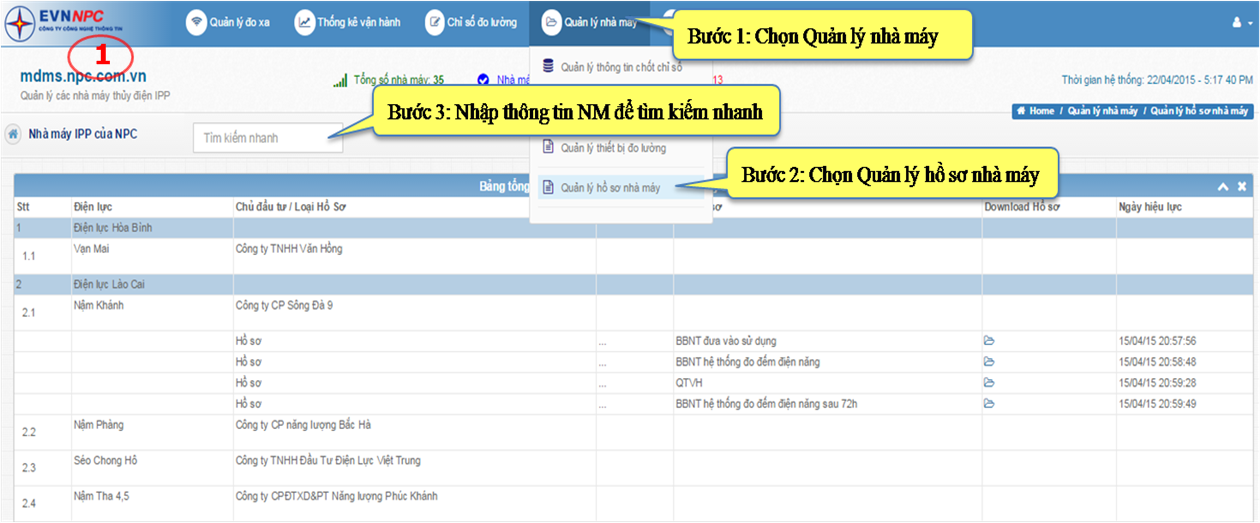 EVNNPC
CÔNG TY CÔNG NGHỆ THÔNG TIN
Quản lý đo xa
Thống kê vận hành
Chỉ số đo lường
Quản lý nhà máy
Bước 1: Chọn Quản lý nhà máy
1
mdms.npc.com.vn
Quản lý các nhà máy thủy điện IPP
Tổng số nhà máy: 35
Nhà má
13
Quản lý thông tin chốt chỉ số
Thời gian hệ thống: 22/04/2015 - 5:17 40 PM
Home / Quản lý nhà máy / Quản lý hồ sơ nhà máy
Bước 3: Nhập thông tin NM để tìm kiếm nhanh
Nhà máy IPP của NPC
Tìm kiếm nhanh
Quản lý thiết bị đo lường
Quản lý hồ sơ nhà máy
Bước 2: Chọn Quản lý hồ sơ nhà máy
Bảng tổng
Stt Điện lực Chủ đầu tư / Loại Hồ Sơ sơ Download Hồ sơ Ngày hiệu lực
1 Điện lực Hòa Bình
1.1 Vạn Mai Công ty TNHH Văn Hồng
2 Điện lực Lào Cai
2.1 Nậm Khánh Công ty CP Sông Đà 9
Hồ sơ ... BBNT đưa vào sử dụng 15/04/15 20:57:56
Hồ sơ ... BBNT hệ thống đo đếm điện năng 15/04/15 20:58:48
Hồ sơ ... QTVH 15/04/15 20:59:28
Hồ sơ ... BBNT hệ thống đo đếm điện năng sau 72h 15/04/15 20:59:49
2.2 Nậm Phàng Công ty CP năng lượng Bắc Hà
2.3 Séo Chong Hô Công ty TNHH Đầu Tư Điện Lực Việt Trung
2.4 Nậm Tha 4,5 Công ty CPĐTXD&PT Năng lượng Phúc Khánh